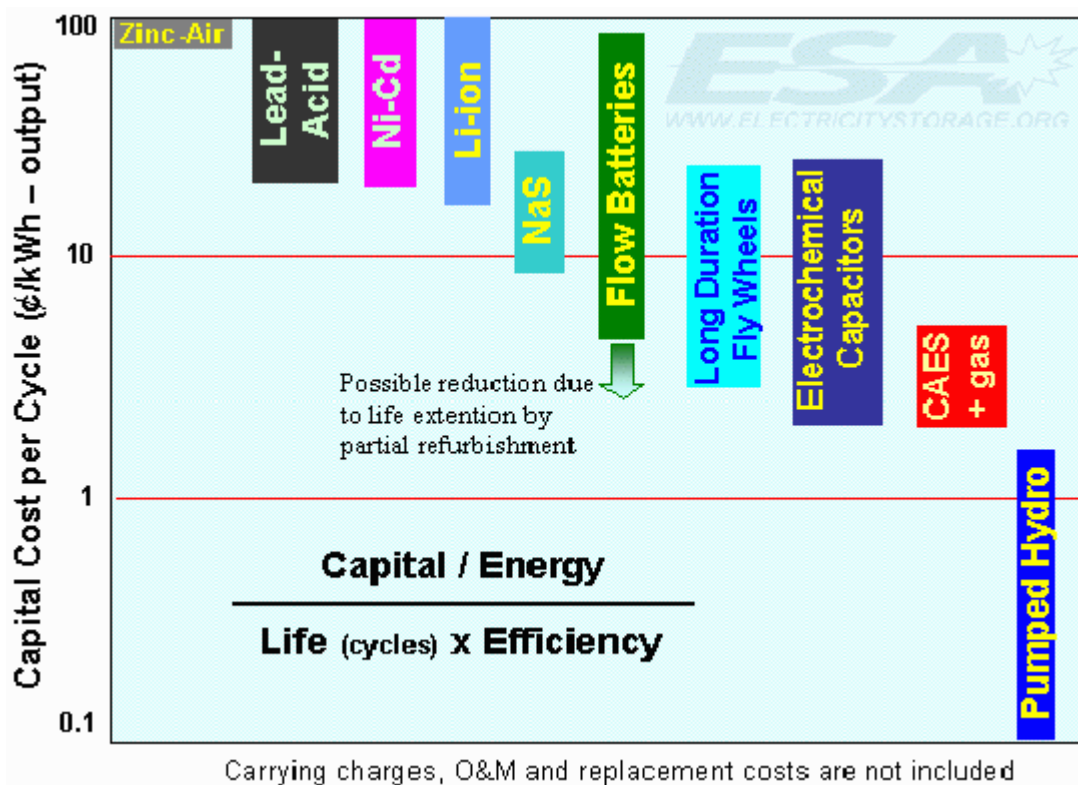 100
10
1
0.1
Capital Cost per Cycle (¢/kWh – output)
Zinc-Air
Lead-
Acid
Ni-Cd
Li-ion
NaS
Flow Batteries
Long Duration
Fly Wheels
Electrochemical
Capacitors
CAES
+ gas
Pumped Hydro
ESA
WWW.ELECTRICITYSTORAGE.ORG
Possible reduction due
to life extention by
partial refurbishment
Capital / Energy
Life (cycles) x Efficiency
Carrying charges, O&M and replacement costs are not included